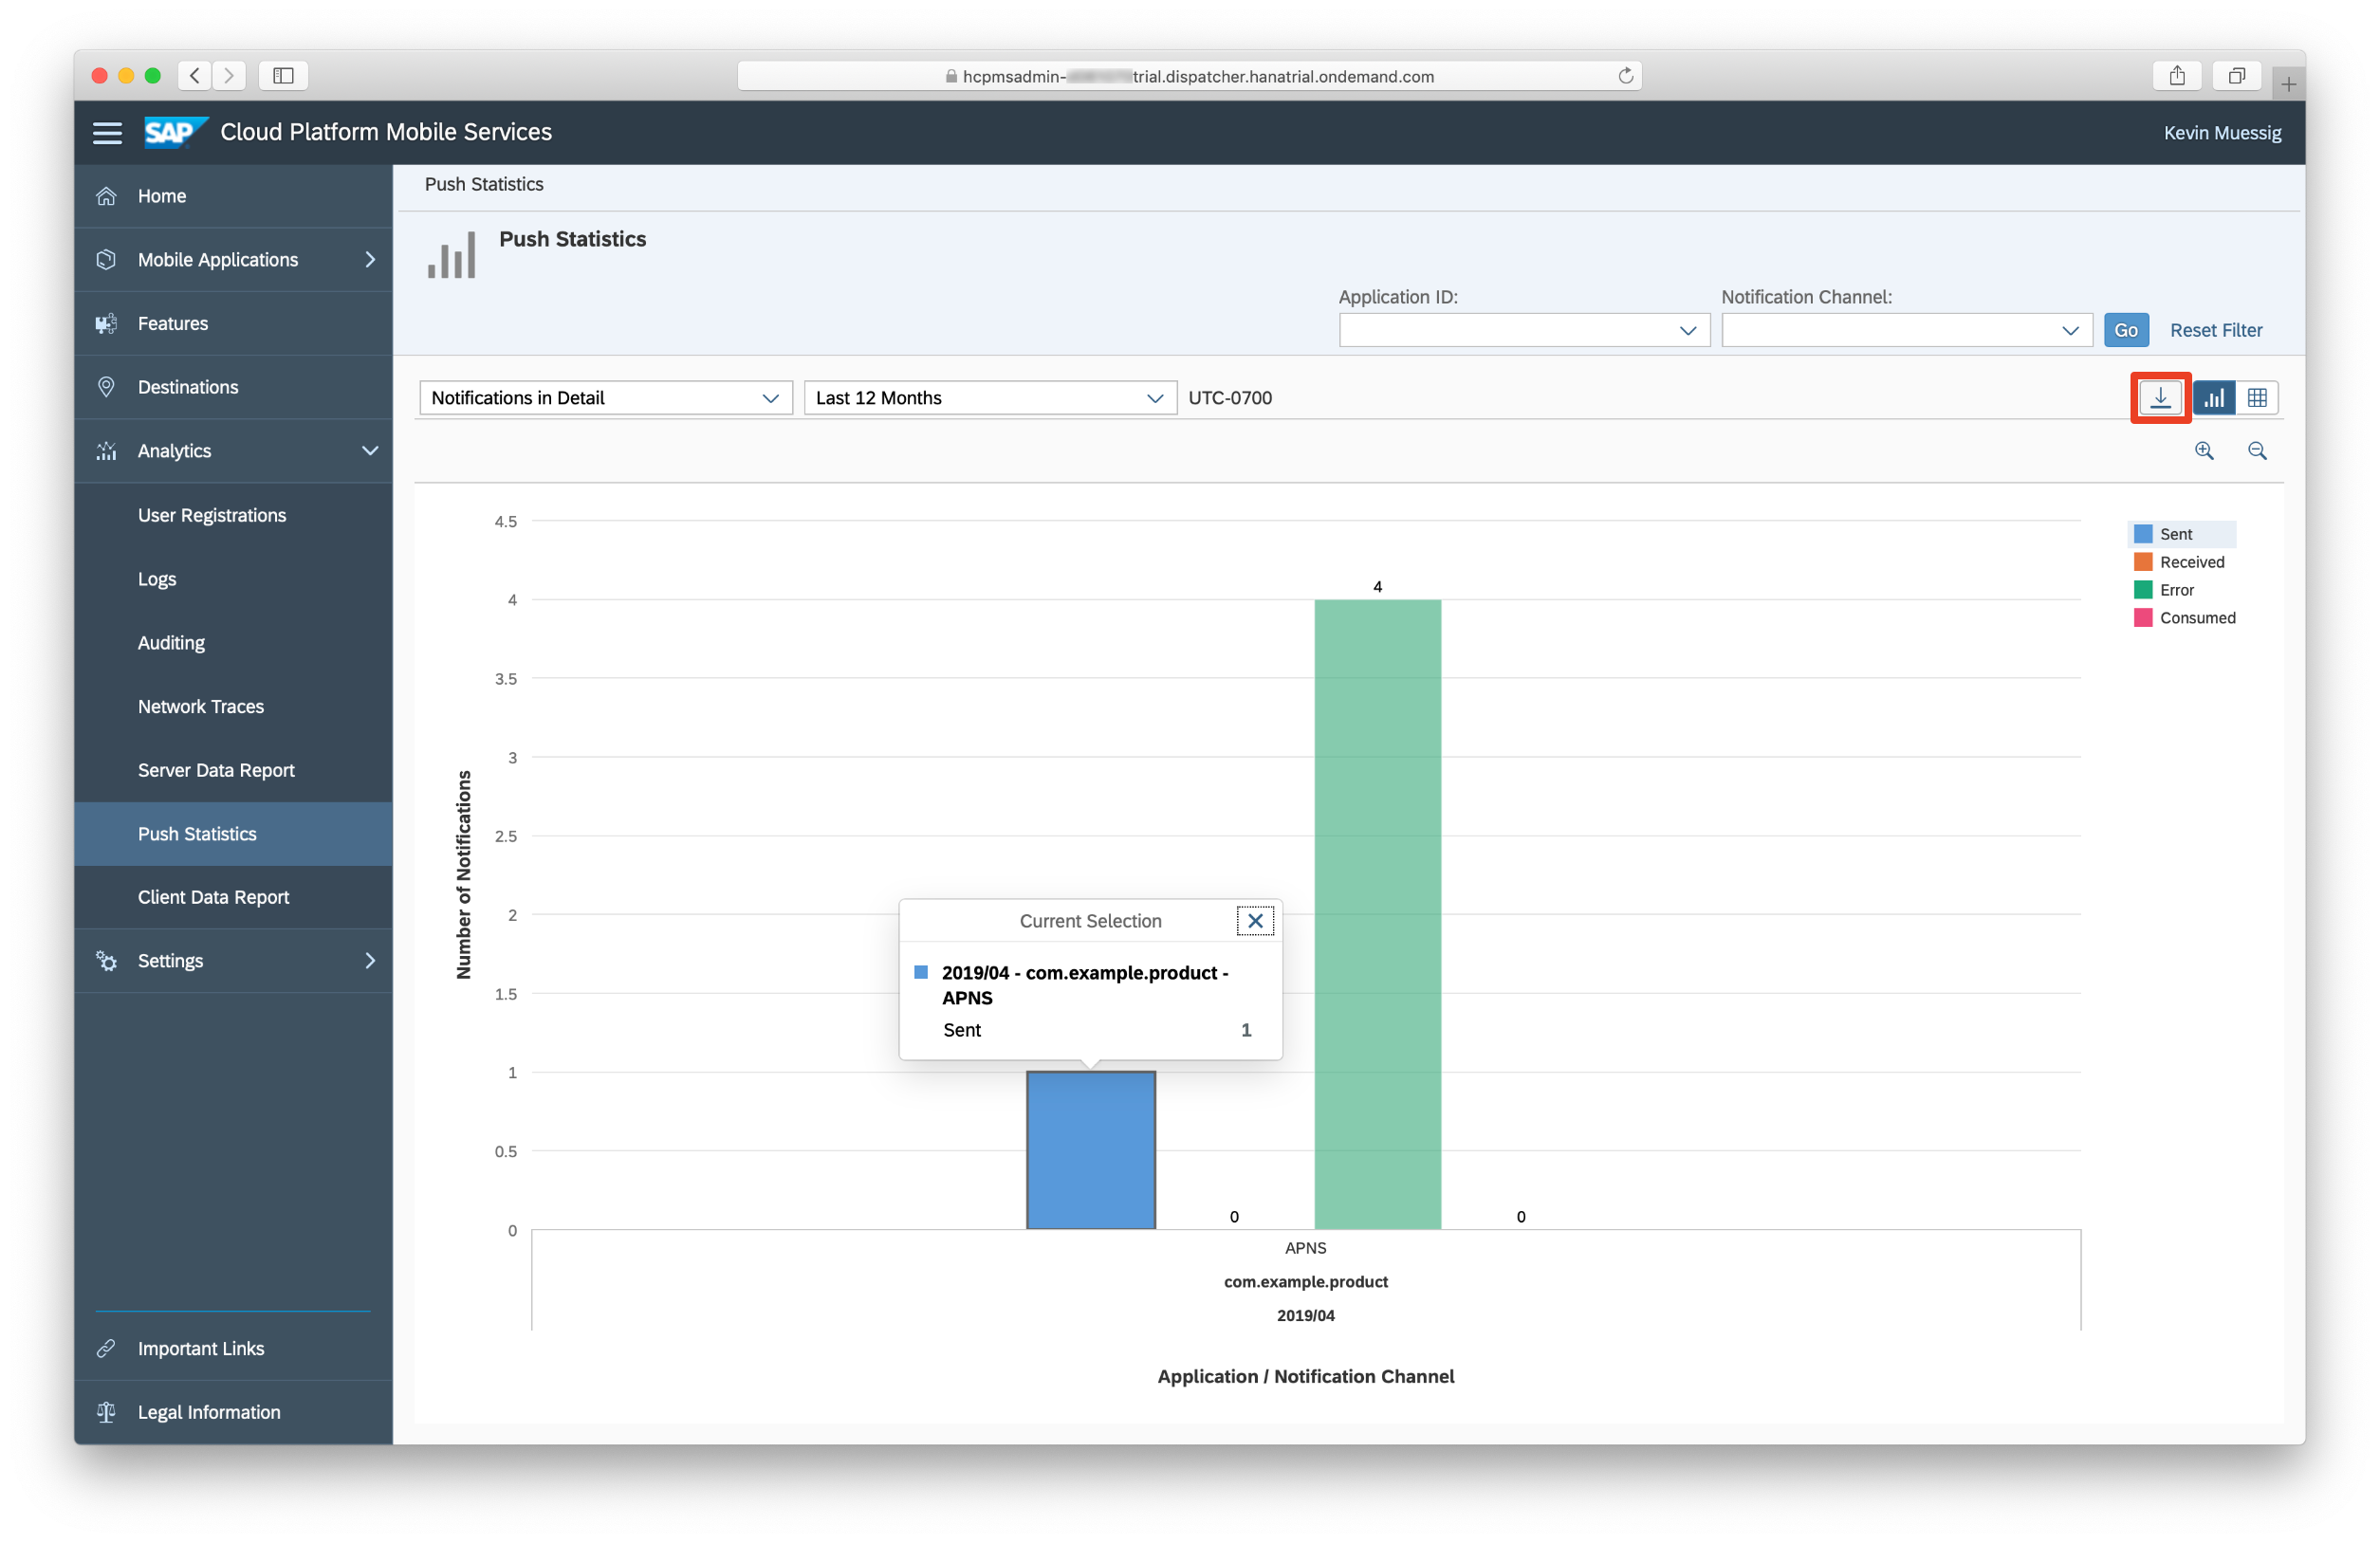 hcpmsadmin-trial.dispatcher.hanatrial.ondemand.com
SAP Cloud Platform Mobile Services
Kevin Muessig
Home
Mobile Applications
Features
Destinations
Analytics
User Registrations
Logs
Auditing
Network Traces
Server Data Report
Push Statistics
Client Data Report
Settings
Important Links
Legal Information
Push Statistics
Push Statistics
Application ID:
Notification Channel:
Go
Reset Filter
Notifications in Detail
Last 12 Months
UTC-0700
Number of Notifications
4.5
4
3.5
3
2.5
2
1.5
1
0.5
0
4
0
0
Current Selection
2019/04 - com.example.product -
APNS
Sent 1
APNS
com.example.product
2019/04
Application / Notification Channel
Sent
Received
Error
Consumed